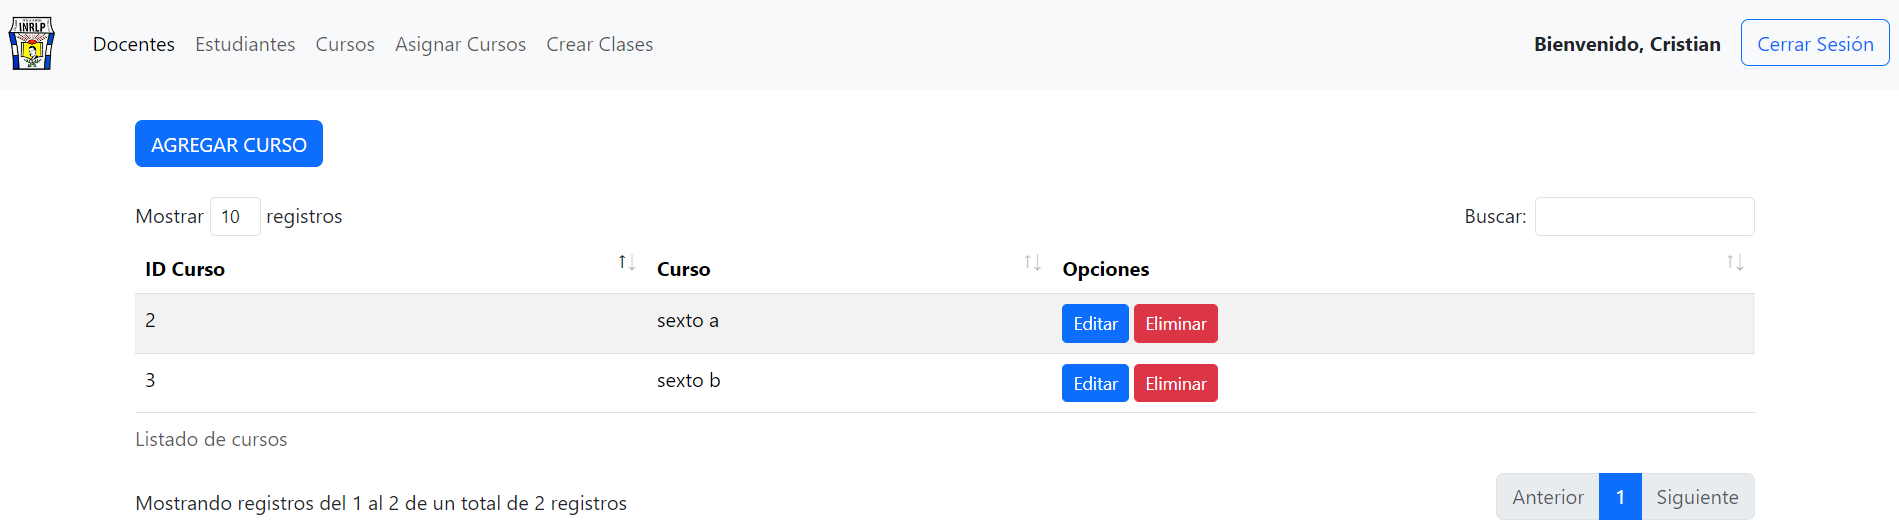 INRLP
Docentes Estudiantes Cursos Asignar Cursos Crear Clases Bienvenido, Cristian Cerrar Sesión
AGREGAR CURSO
Mostrar 10 registros Buscar:
ID Curso Curso Opciones
2 sexto a Editar Eliminar
3 sexto b Editar Eliminar
Listado de cursos
Mostrando registros del 1 al 2 de un total de 2 registros Anterior 1 Siguiente